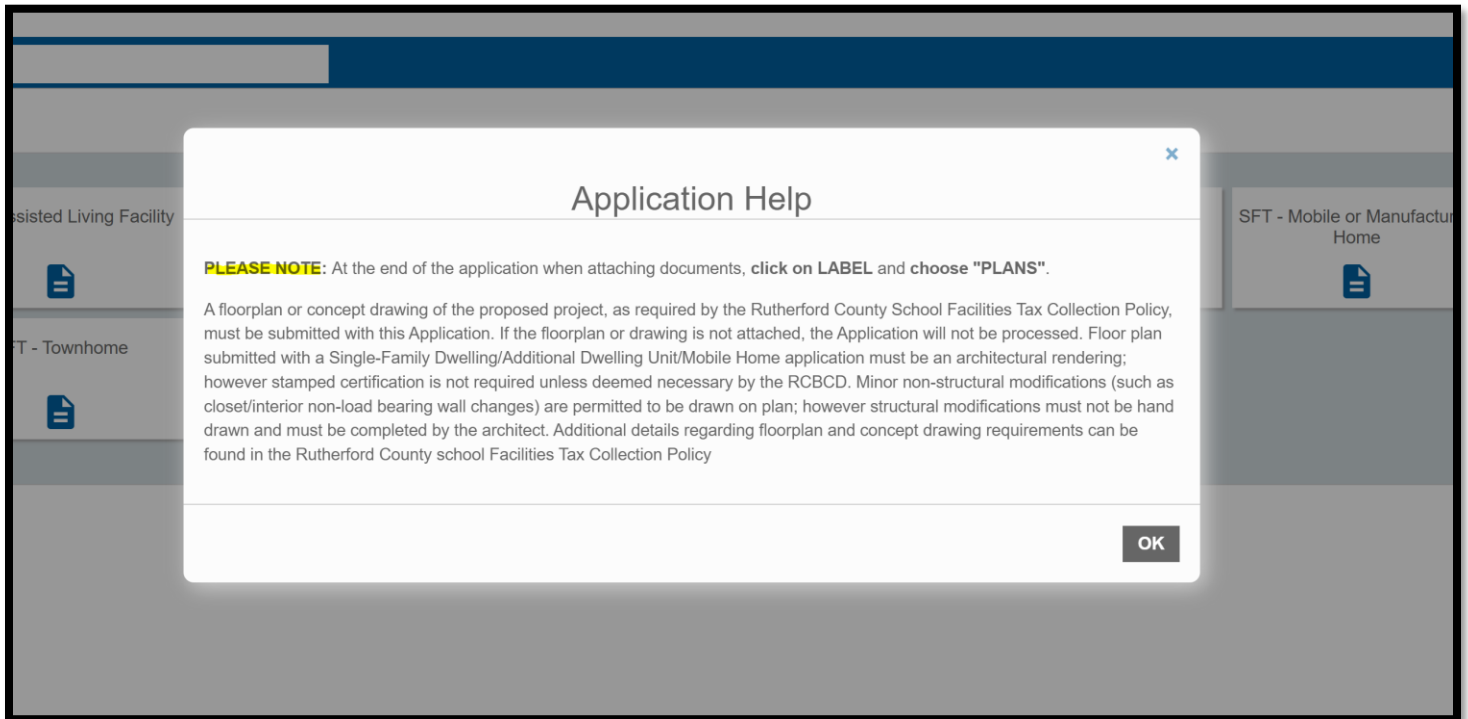 Application Help
ssisted Living Facility
SFT - Mobile or Manufactur
Home
PLEASE NOTE: At the end of the application when attaching documents, click on LABEL and choose "PLANS".
A floorplan or concept drawing of the proposed project, as required by the Rutherford County School Facilities Tax Collection Policy,
must be submitted with this Application. If the floorplan or drawing is not attached, the Application will not be processed. Floor plan
submitted with a Single-Family Dwelling/Additional Dwelling Unit/Mobile Home application must be an architectural rendering;
however stamped certification is not required unless deemed necessary by the RCBCD. Minor non-structural modifications (such as
closet/interior non-load bearing wall changes) are permitted to be drawn on plan; however structural modifications must not be hand
drawn and must be completed by the architect. Additional details regarding floorplan and concept drawing requirements can be
found in the Rutherford County school Facilities Tax Collection Policy
FT - Townhome
OK